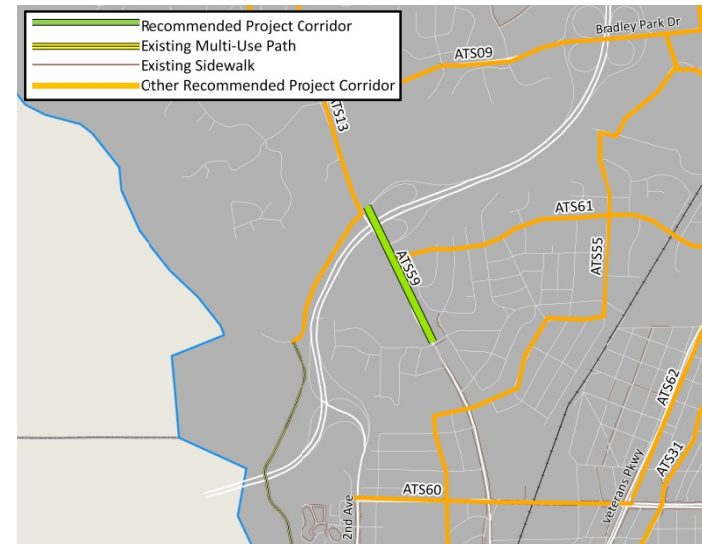 Recommended Project Corridor
Existing Multi-Use Path
Existing Sidewalk
Other Recommended Project Corridor
Bradley Park Dr
ATS09
ATS13
ATS61
ATS59
ATS55
ATS62
ATS31
Veterans Pkwy
ATS60
2nd Ave